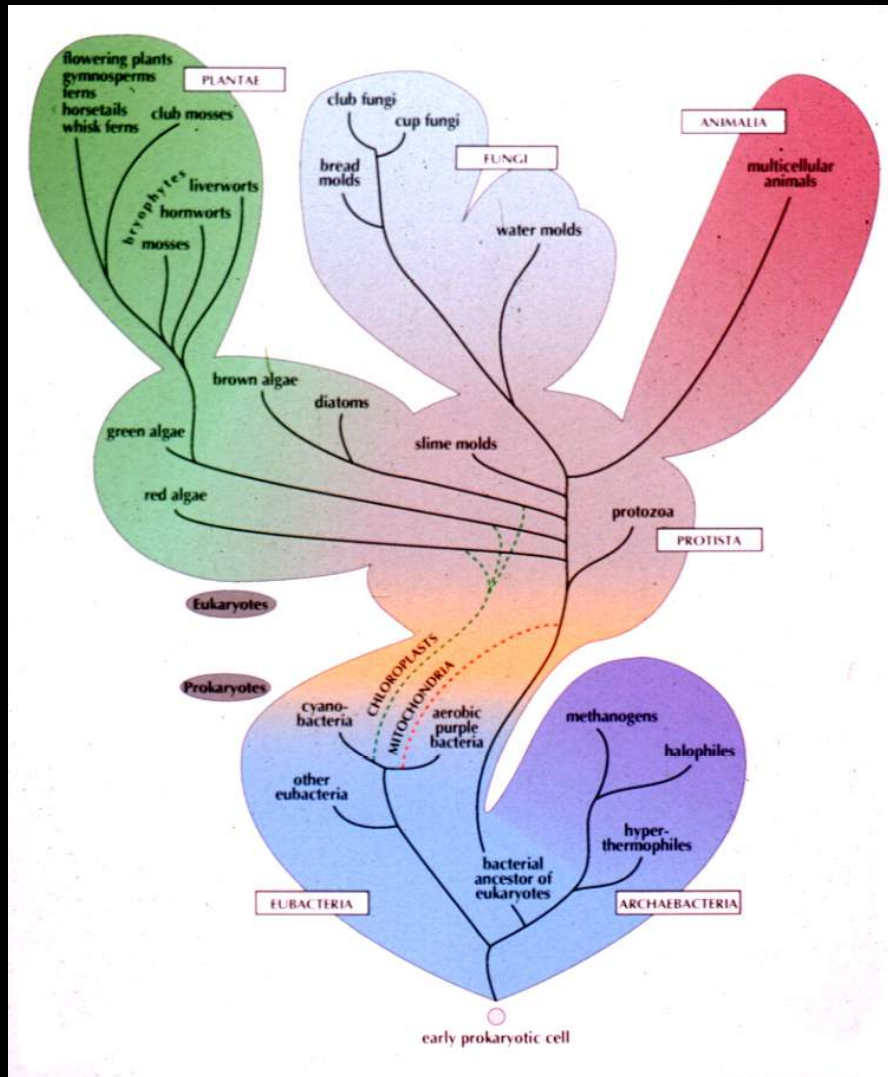 flowering plants
gymnosperms
ferns
horsetails
whisk ferns
PLANTAE
club mosses
bryophytes
liverworts
hornworts
mosses
club fungi
cup fungi
FUNGI
bread
molds
water molds
ANIMALIA
multicellular
animals
brown algae
diatoms
green algae
slime molds
red algae
protozoa
PROTISTA
Eukaryotes
Prokaryotes
CHLOROPLASTS
MITOCHONDRIA
cyano-
bacteria
aerobic
purple
bacteria
other
eubacteria
methanogens
halophiles
hyper-
thermophiles
bacterial
ancestor of
eukaryotes
EUBACTERIA
ARCHAEBACTERIA
early prokaryotic cell